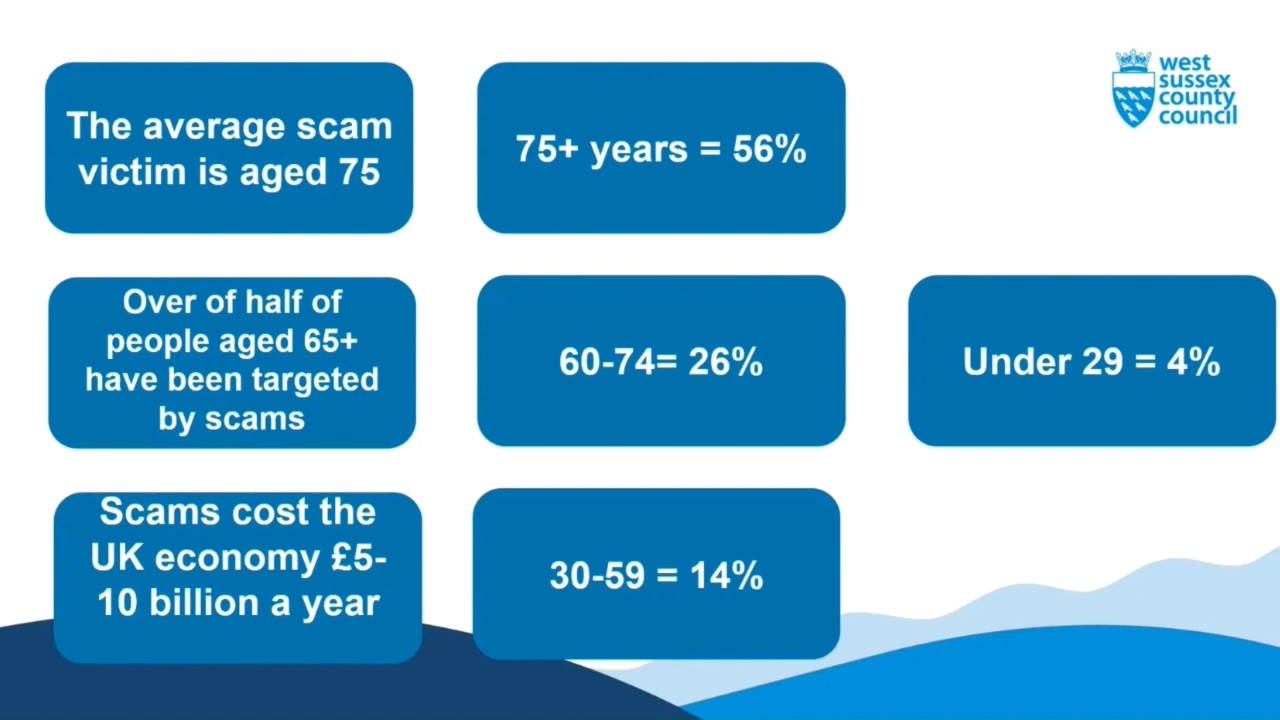 The average scam
victim is aged 75
75+ years = 56%
west
sussex
county
council
Over of half of
people aged 65+
have been targeted
by scams
60-74= 26%
Under 29 = 4%
Scams cost the
UK economy £5-
10 billion a year
30-59 = 14%